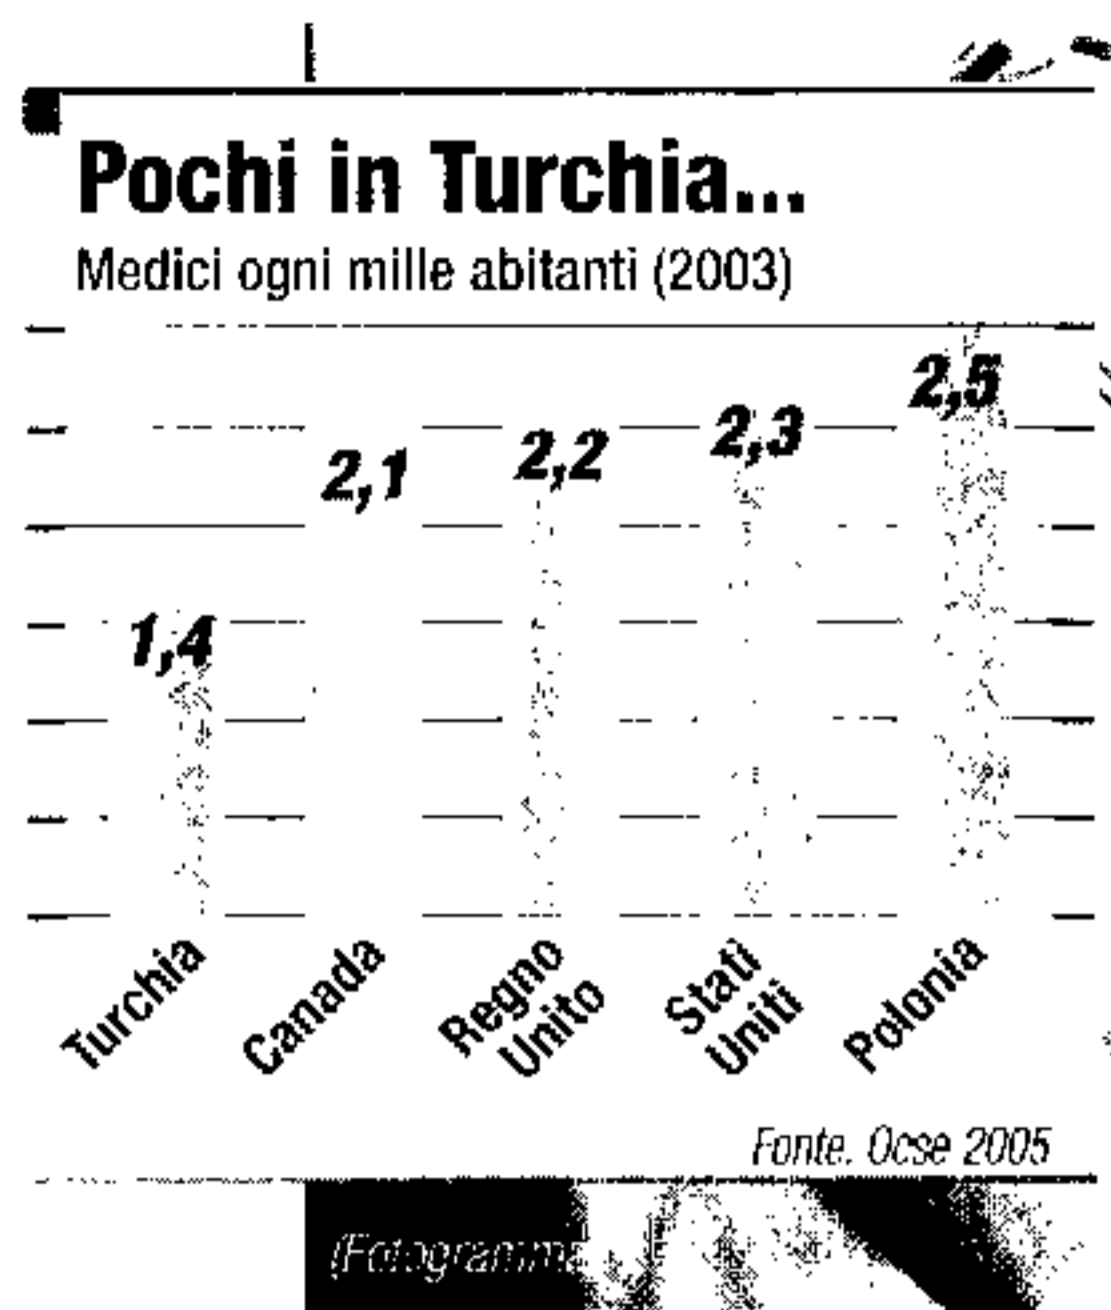 Pochi in Turchia...
Medici ogni mille abitanti (2003)
1,4
2,1
2,2
2,3
2,5
Turchia
Canada
Regno
Unito
Stati
Uniti
Polonia
Fonte. Ocse 2005
(Fotogramma